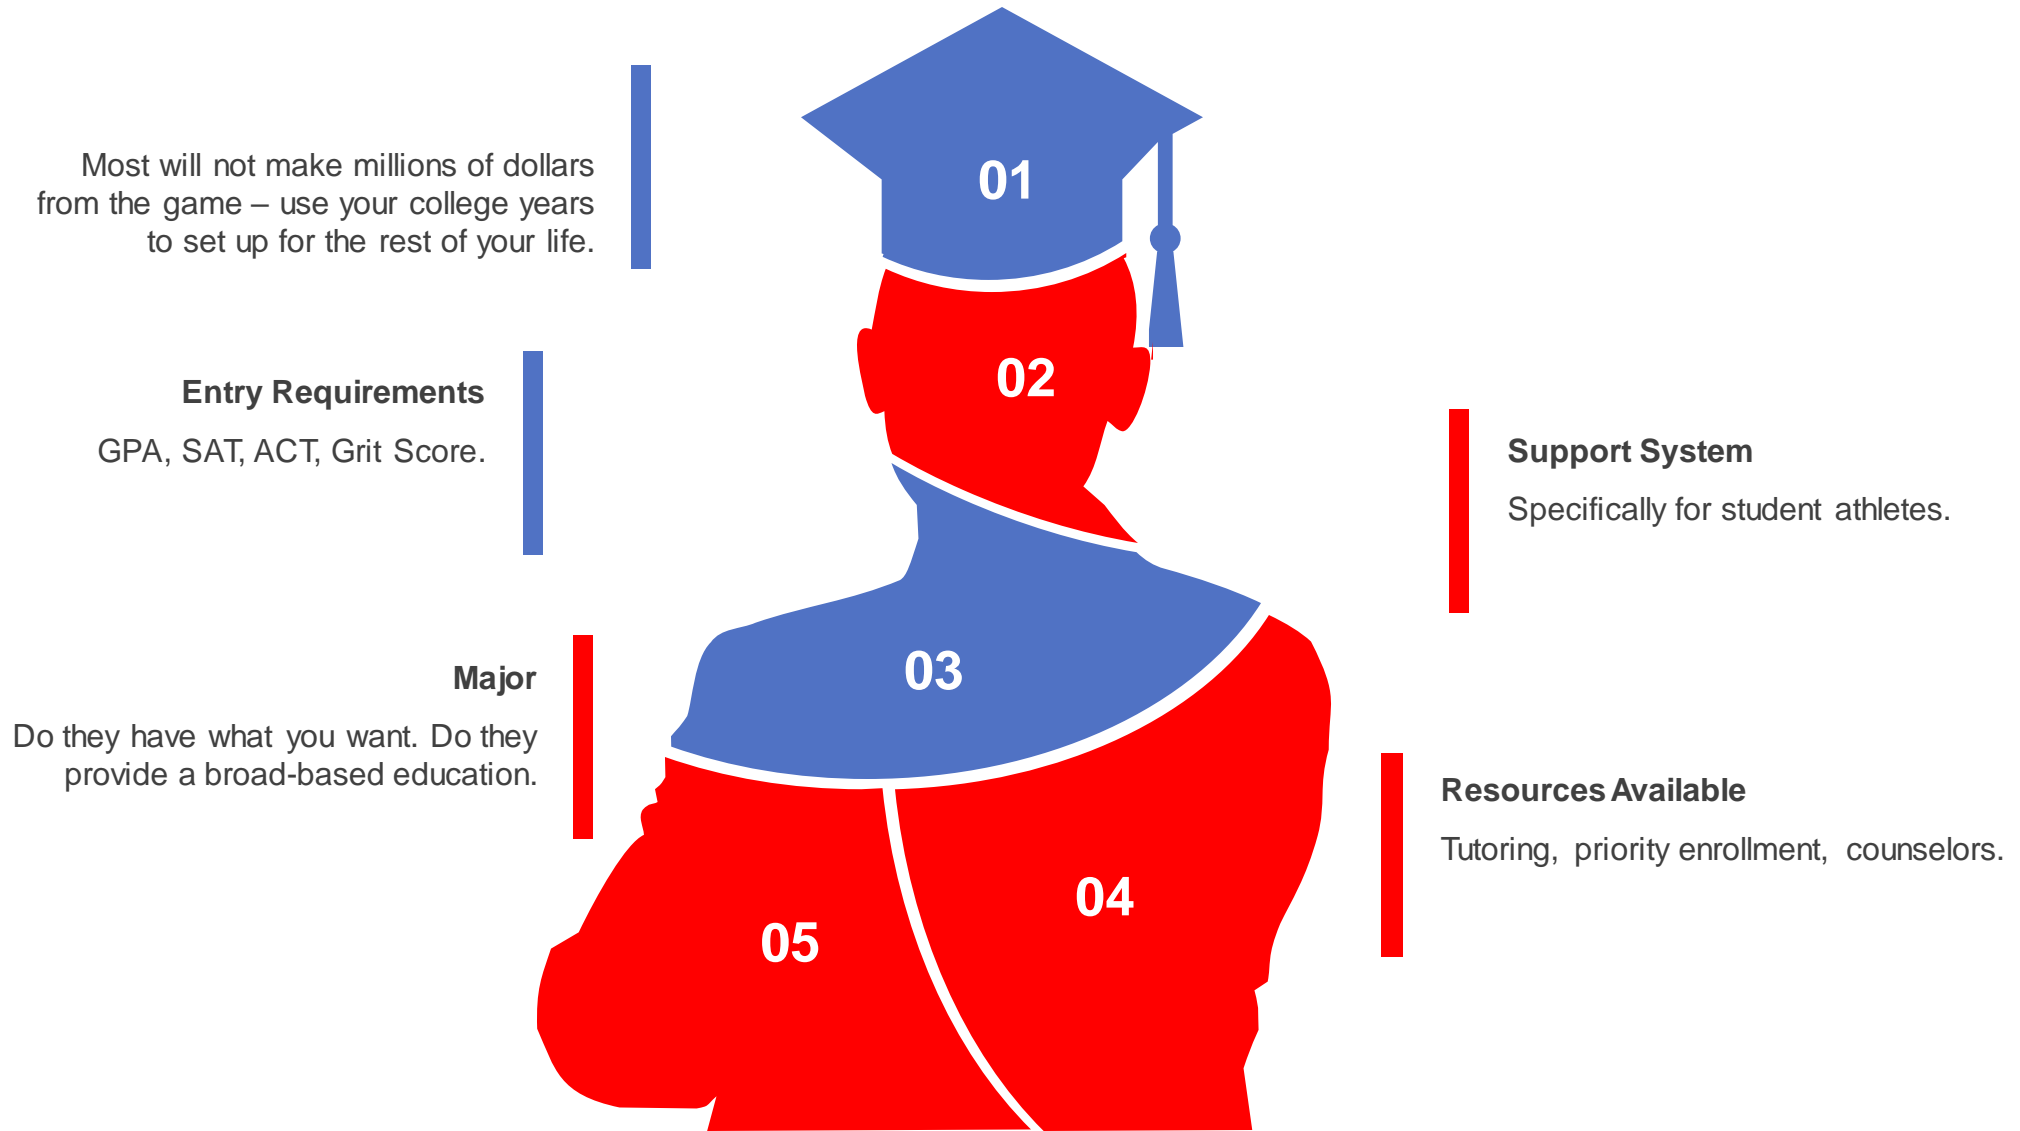 Most will not make millions of dollars
from the game – use your college years
to set up for the rest of your life.
Entry Requirements
GPA, SAT, ACT, Grit Score.
Major
Do they have what you want. Do they
provide a broad-based education.
01
02
03
04
05
Support System
Specifically for student athletes.
Resources Available
Tutoring, priority enrollment, counselors.